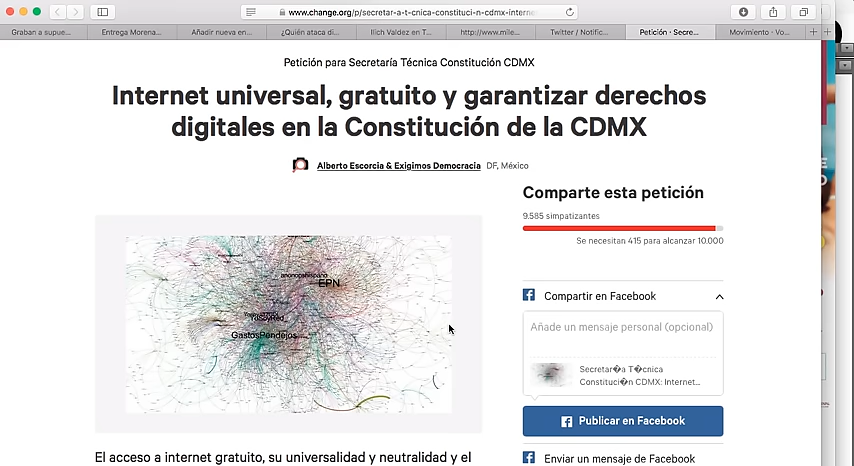 www.change.org/p/secretar-a-t-cnica-constituci-n-cdmx-interne
Graban a supue...
Entrega Morena...
Añadir nueva en...
¿Quién ataca di...
Ilich Valdez en T...
http://www.mile...
Twitter / Notific...
Petición · Secre...
Movimiento · Vo...
Petición para Secretaría Técnica Constitución CDMX
Internet universal, gratuito y garantizar derechos
digitales en la Constitución de la CDMX
Alberto Escorcia & Exigimos Democracia DF, México
Comparte esta petición
9.585 simpatizantes
Se necesitan 415 para alcanzar 10.000
anonopshispano
EPN
GastosPendejos
Compartir en Facebook
Añade un mensaje personal (opcional)
Secretar�a T�cnica
Constituci�n CDMX: Internet...
Publicar en Facebook
Enviar un mensaje de Facebook
El acceso a internet gratuito, su universalidad y neutralidad y el